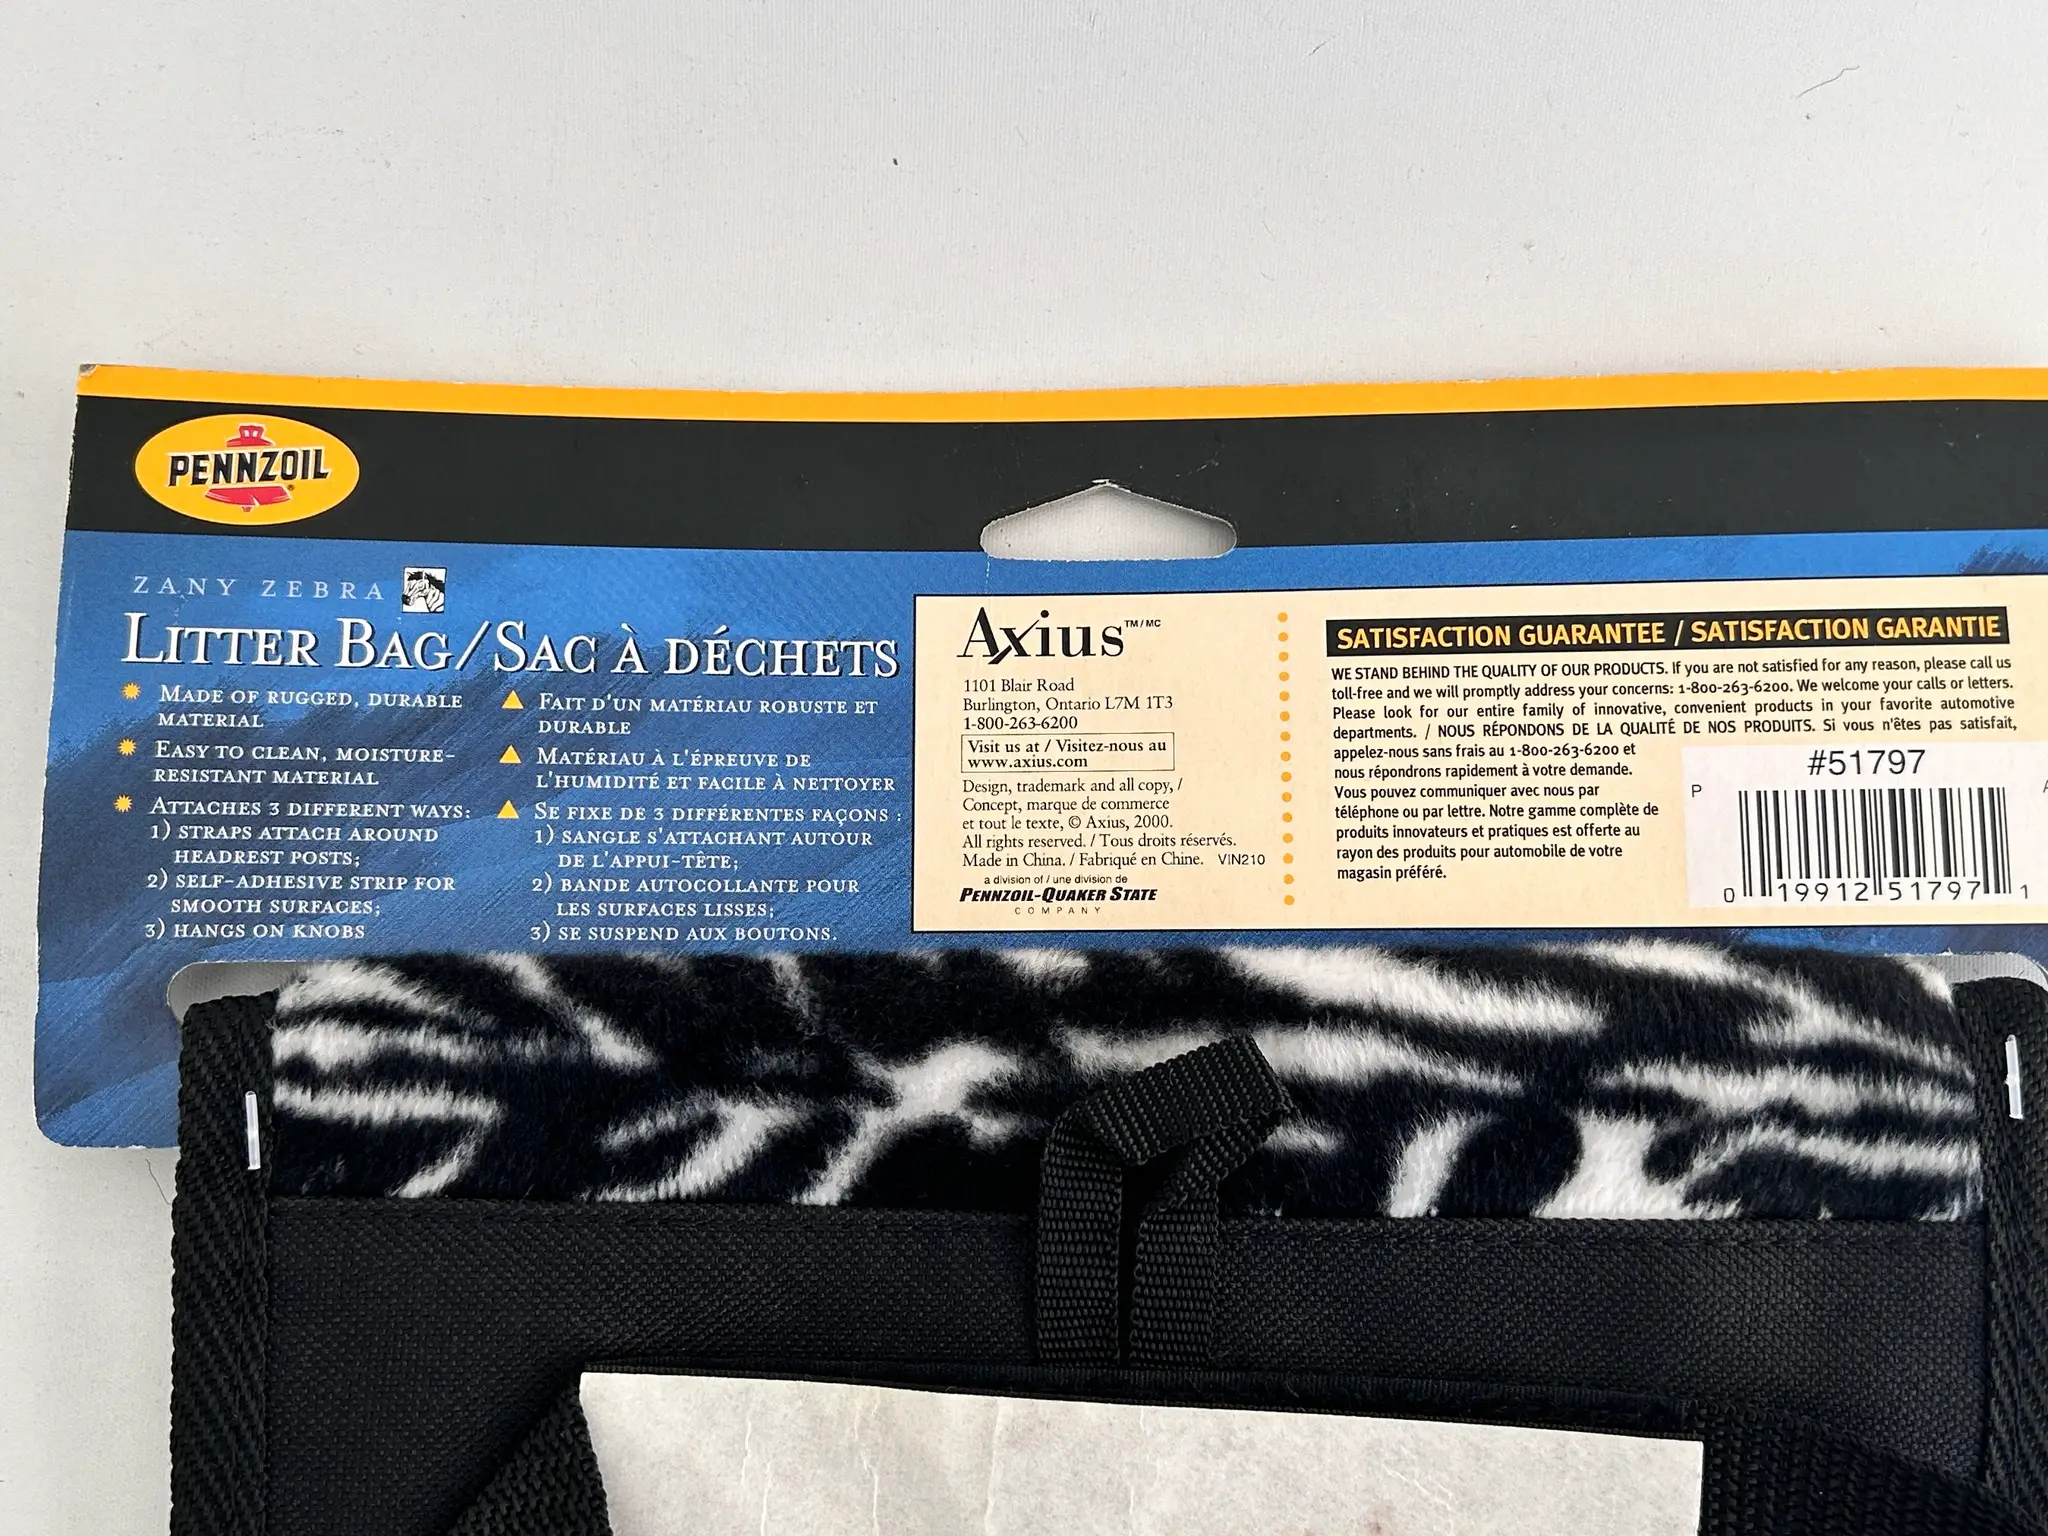 PENNZOIL®
ZANY ZEBRA
LITTER BAG/SAC À DÉCHETS
MADE OF RUGGED, DURABLE
MATERIAL
EASY TO CLEAN, MOISTURE-
RESISTANT MATERIAL
ATTACHES 3 DIFFERENT WAYS:
1) STRAPS ATTACH AROUND
HEADREST POSTS;
2) SELF-ADHESIVE STRIP FOR
SMOOTH SURFACES;
3) HANGS ON KNOBS
FAIT D'UN MATÉRIAU ROBUSTE ET
DURABLE
MATÉRIAU À L'ÉPREUVE DE
L'HUMIDITÉ ET FACILE À NETTOYER
SE FIXE DE 3 DIFFÉRENTES FAÇONS :
1) SANGLE S'ATTACHANT AUTOUR
DE L'APPUI-TÊTE;
2) BANDE AUTOCOLLANTE POUR
LES SURFACES LISSES;
3) SE SUSPEND AUX BOUTONS.
Axius™/MC
1101 Blair Road
Burlington, Ontario L7M 1T3
1-800-263-6200
Visit us at / Visitez-nous au
www.axius.com
Design, trademark and all copy, /
Concept, marque de commerce
et tout le texte, © Axius, 2000.
All rights reserved. / Tous droits réservés.
Made in China. / Fabriqué en Chine. VIN210
a division of / une division de
PENNZOIL-QUAKER STATE
COMPANY
SATISFACTION GUARANTEE / SATISFACTION GARANTIE
WE STAND BEHIND THE QUALITY OF OUR PRODUCTS. If you are not satisfied for any reason, please call us
toll-free and we will promptly address your concerns: 1-800-263-6200. We welcome your calls or letters.
Please look for our entire family of innovative, convenient products in your favorite automotive
departments. / NOUS RÉPONDONS DE LA QUALITÉ DE NOS PRODUITS. Si vous n'êtes pas satisfait,
appelez-nous sans frais au 1-800-263-6200 et
nous répondrons rapidement à votre demande.
Vous pouvez communiquer avec nous par
téléphone ou par lettre. Notre gamme complète de
produits innovateurs et pratiques est offerte au
rayon des produits pour automobile de votre
magasin préféré.
#51797
P A
0 19912 51797 1